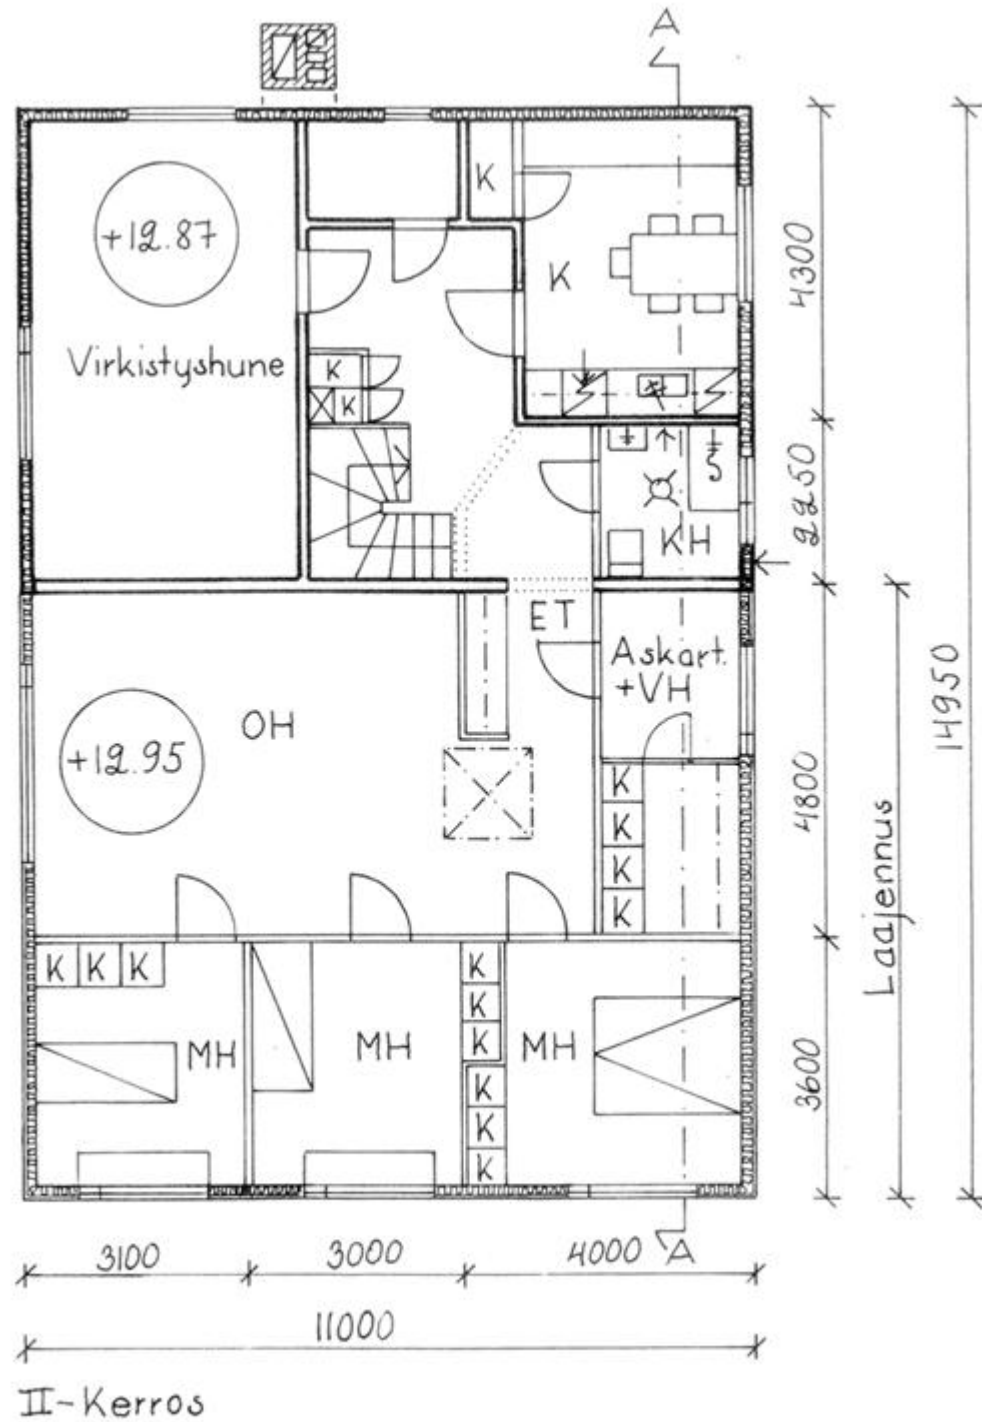 A
K
+12.87
4300
K
Virkistyshune
K
K
2250
KH
ET
Askart.
+VH
14950
OH
+12.95
K
K
K
K
4800
Laajennus
K K K
K
K
K
MH
MH
MH
K
K
K
3600
A
3100
3000
4000
11000
II-Kerros